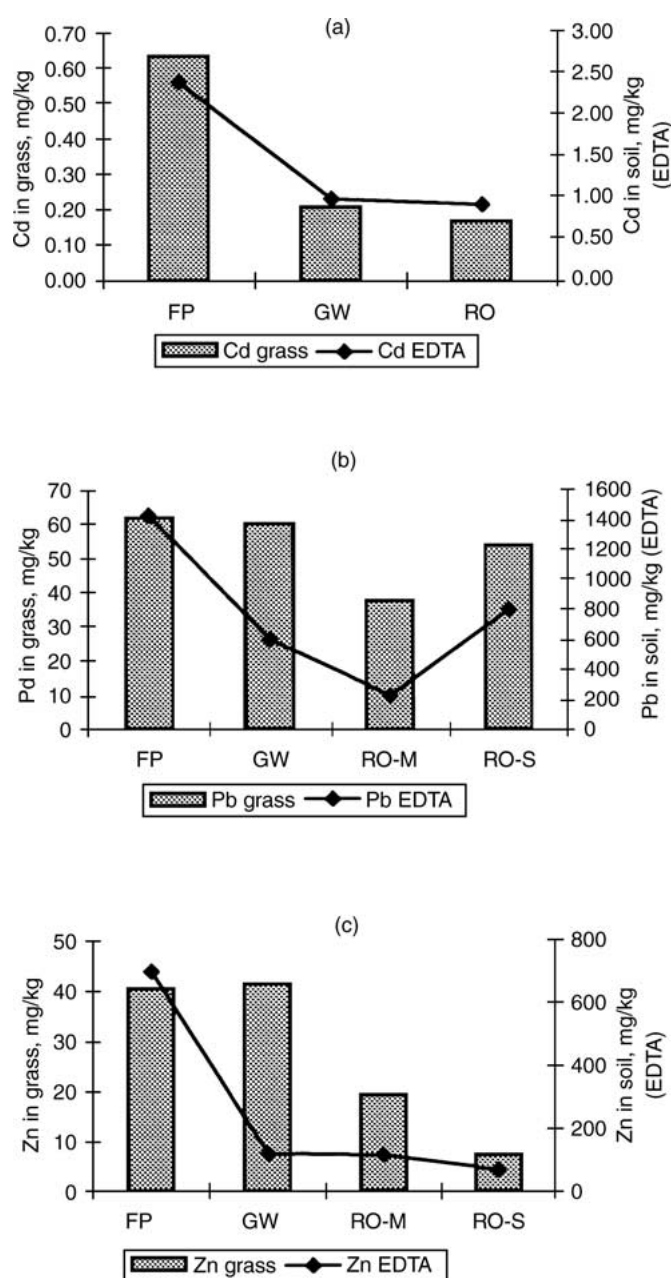 (a)
Cd in grass, mg/kg
0.70
0.60
0.50
0.40
0.30
0.20
0.10
0.00
3.00
2.50
2.00
1.50
1.00
0.50
0.00
Cd in soil, mg/kg
(EDTA)
FP GW RO
Cd grass Cd EDTA
(b)
Pd in grass, mg/kg
70
60
50
40
30
20
10
0
1600
1400
1200
1000
800
600
400
200
0
Pb in soil, mg/kg (EDTA)
FP GW RO-M RO-S
Pb grass Pb EDTA
(c)
Zn in grass, mg/kg
50
40
30
20
10
0
800
600
400
200
0
Zn in soil, mg/kg
(EDTA)
FP GW RO-M RO-S
Zn grass Zn EDTA